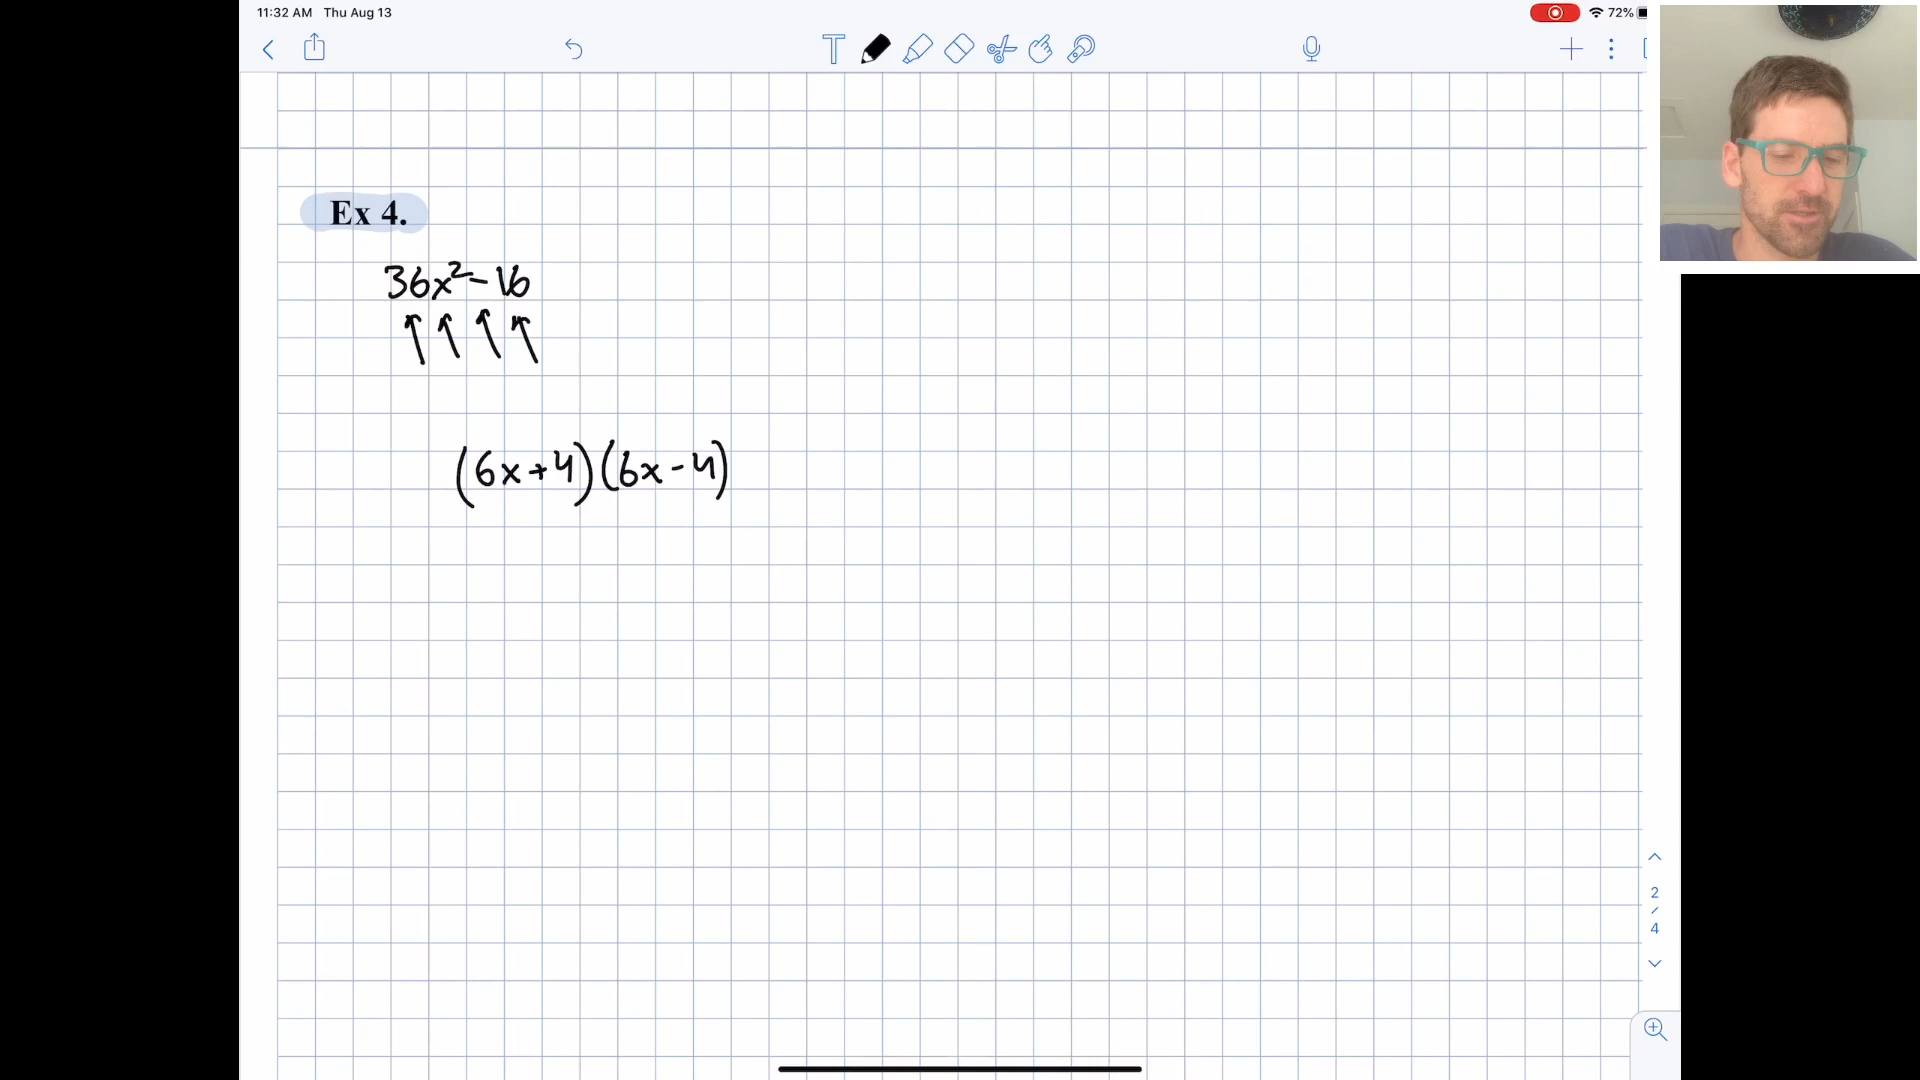 11:32 AM Thu Aug 13
72%
T
Ex 4.
36x² - 16
(6x+4)(6x-4)
2
/
4